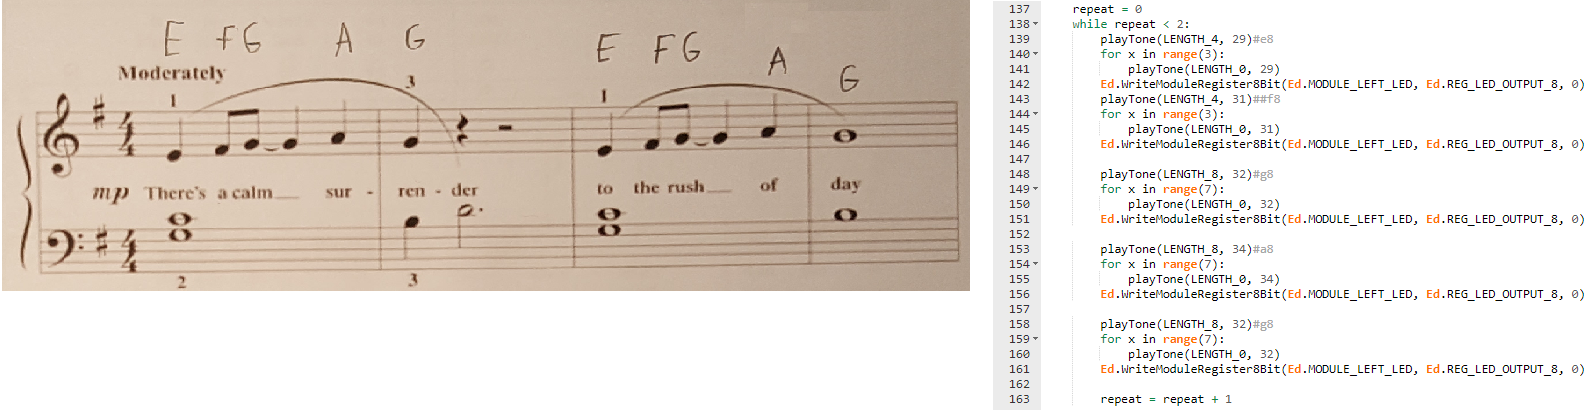 E FG A G
E FG A G
Moderately
1 3 1
mp There's a calm sur - ren - der to the rush of day
2 3
137 repeat = 0
138 while repeat < 2:
139 playTone(LENGTH_4, 29)#e8
140 for x in range(3):
141 playTone(LENGTH_0, 29)
142 Ed.WriteModuleRegister8Bit(Ed.MODULE_LEFT_LED, Ed.REG_LED_OUTPUT_8, 0)
143 playTone(LENGTH_4, 31)##f8
144 for x in range(3):
145 playTone(LENGTH_0, 31)
146 Ed.WriteModuleRegister8Bit(Ed.MODULE_LEFT_LED, Ed.REG_LED_OUTPUT_8, 0)
147
148 playTone(LENGTH_8, 32)#g8
149 for x in range(7):
150 playTone(LENGTH_0, 32)
151 Ed.WriteModuleRegister8Bit(Ed.MODULE_LEFT_LED, Ed.REG_LED_OUTPUT_8, 0)
152
153 playTone(LENGTH_8, 34)#a8
154 for x in range(7):
155 playTone(LENGTH_0, 34)
156 Ed.WriteModuleRegister8Bit(Ed.MODULE_LEFT_LED, Ed.REG_LED_OUTPUT_8, 0)
157
158 playTone(LENGTH_8, 32)#g8
159 for x in range(7):
160 playTone(LENGTH_0, 32)
161 Ed.WriteModuleRegister8Bit(Ed.MODULE_LEFT_LED, Ed.REG_LED_OUTPUT_8, 0)
162
163 repeat = repeat + 1